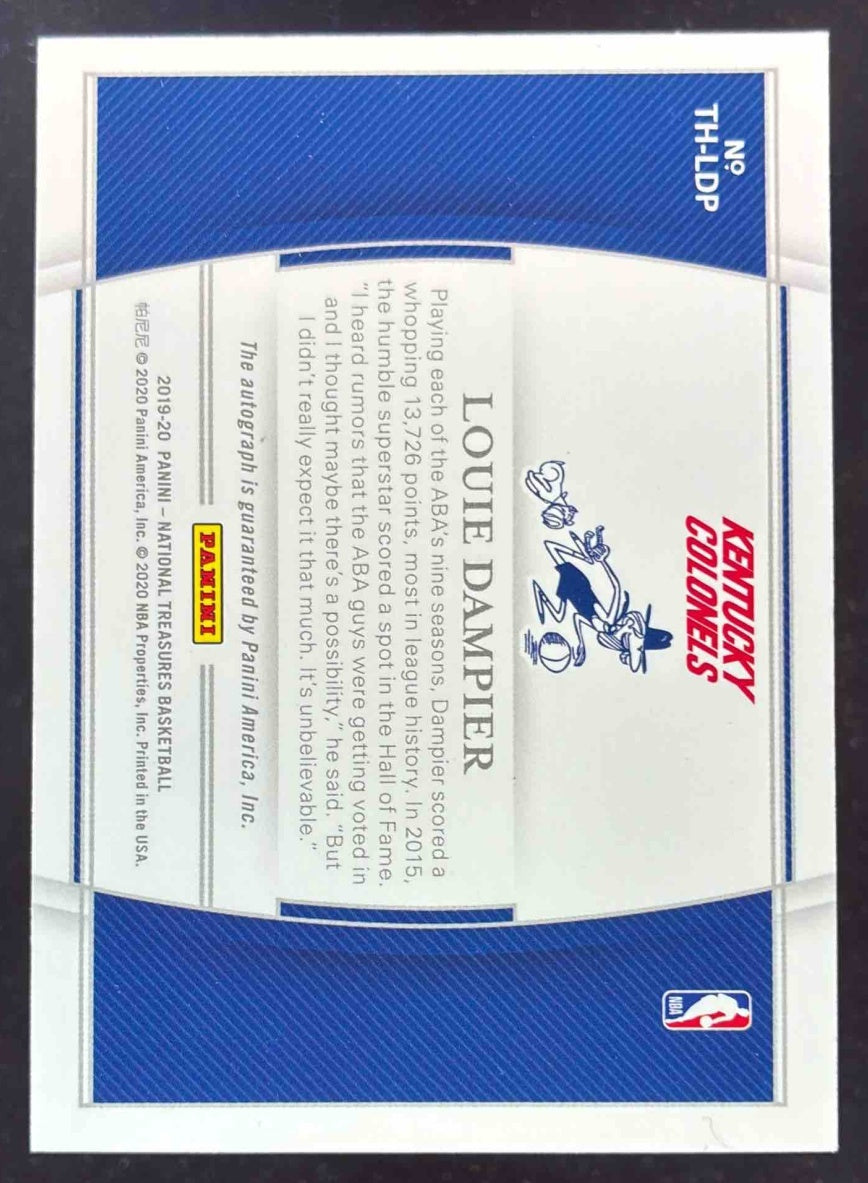 Nº
TH-LDP
KENTUCKY
COLONELS
LOUIE DAMPIER
Playing each of the ABA's nine seasons, Dampier scored a
whopping 13,726 points, most in league history. In 2015,
the humble superstar scored a spot in the Hall of Fame.
"I heard rumors that the ABA guys were getting voted in
and I thought maybe there's a possibility," he said. "But
I didn't really expect it that much. It's unbelievable."
The autograph is guaranteed by Panini America, Inc.
PANINI
2019-20 PANINI – NATIONAL TREASURES BASKETBALL
帕尼尼 © 2020 Panini America, Inc. © 2020 NBA Properties, Inc. Printed in the USA.
NBA